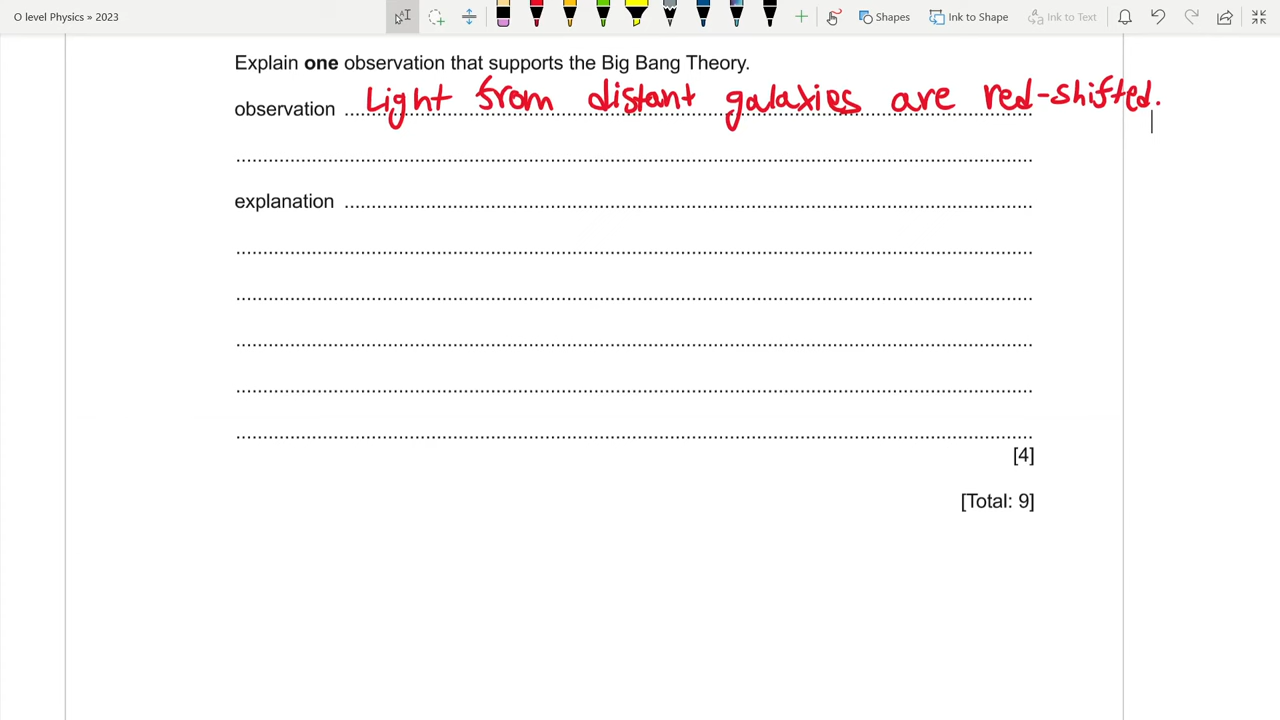 O level Physics » 2023
Shapes
Ink to Shape
Ink to Text
Explain one observation that supports the Big Bang Theory.
observation Light from distant galaxies are red-shifted.
explanation
[4]
[Total: 9]